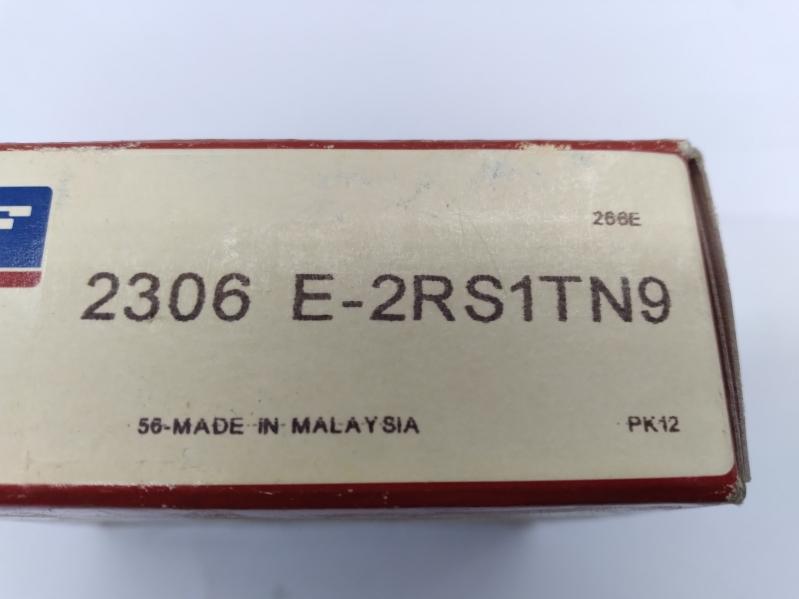 F
266E
2306 E-2RS1TN9
56-MADE IN MALAYSIA
PK12